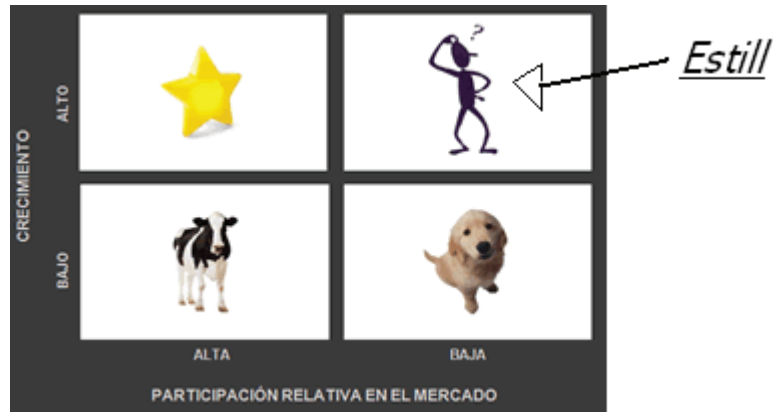 ?
Estill
ALTO
CRECIMIENTO
BAJO
ALTA
BAJA
PARTICIPACIÓN RELATIVA EN EL MERCADO